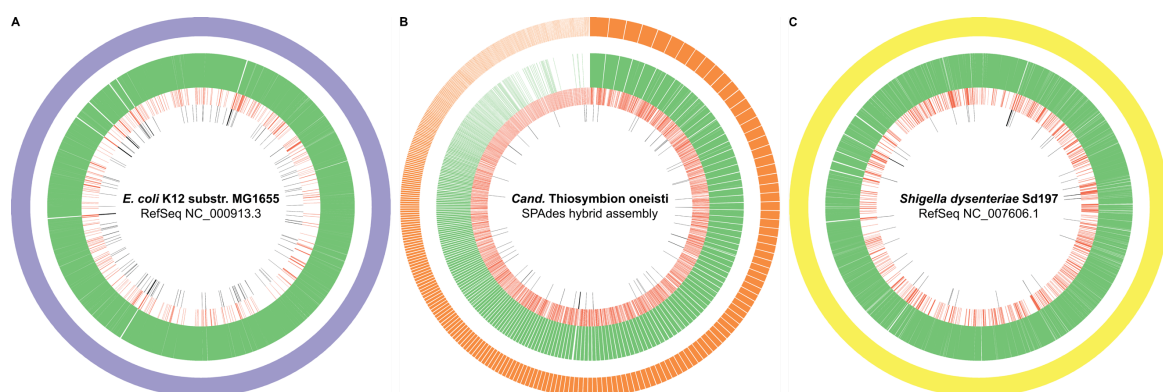 A
B
C
E. coli K12 substr. MG1655
RefSeq NC_000913.3
Cand. Thiosymbion oneisti
SPAdes hybrid assembly
Shigella dysenteriae Sd197
RefSeq NC_007606.1